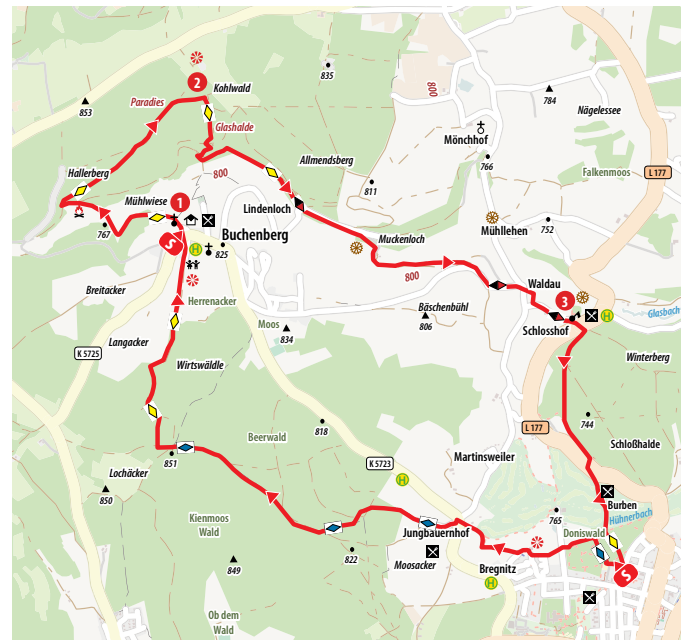 2
Kohlwald
835
800
784
Nägelessee
853
Paradies
Glashalde
Mönchhof
Allmendsberg
766
Falkenmoos
L 177
Hallerberg
800
811
Mühlwiese
1
Lindenloch
767
S
H
Buchenberg
825
Muckenloch
Mühlehen
752
Breitacker
Herrenacker
800
Waldau
3
Glasbach
Bäschenbühl
806
Schlosshof
H
Moos
834
Langacker
K 5725
Wirtswäldle
Winterberg
744
818
L 177
Beerwald
Schloßhalde
851
Martinsweiler
K 5723
H
Lochäcker
850
Burben
Hühnerbach
Kienmoos
Wald
765
Jungbauernhof
Doniswald
822
Moosacker
Bregnitz
849
H
S
Ob dem
Wald